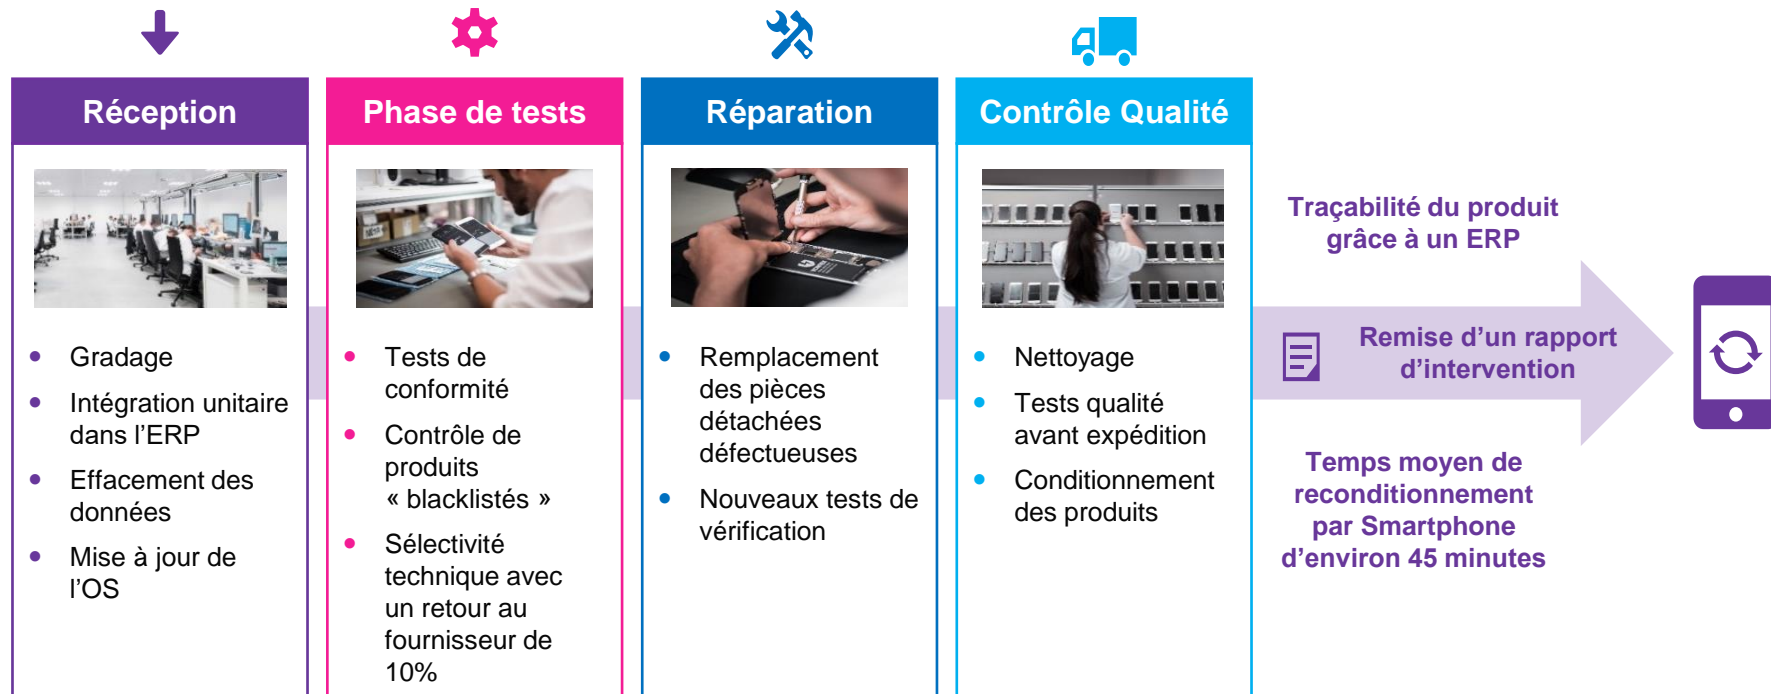 Réception
Gradage
Intégration unitaire
dans l’ERP
Effacement des
données
Mise à jour de
l’OS
Phase de tests
Tests de
conformité
Contrôle de
produits
« blacklistés »
Sélectivité
technique avec
un retour au
fournisseur de
10%
Réparation
Remplacement
des pièces
détachées
défectueuses
Nouveaux tests de
vérification
Contrôle Qualité
Nettoyage
Tests qualité
avant expédition
Conditionnement
des produits
Traçabilité du produit
grâce à un ERP
Remise d’un rapport
d’intervention
Temps moyen de
reconditionnement
par Smartphone
d’environ 45 minutes